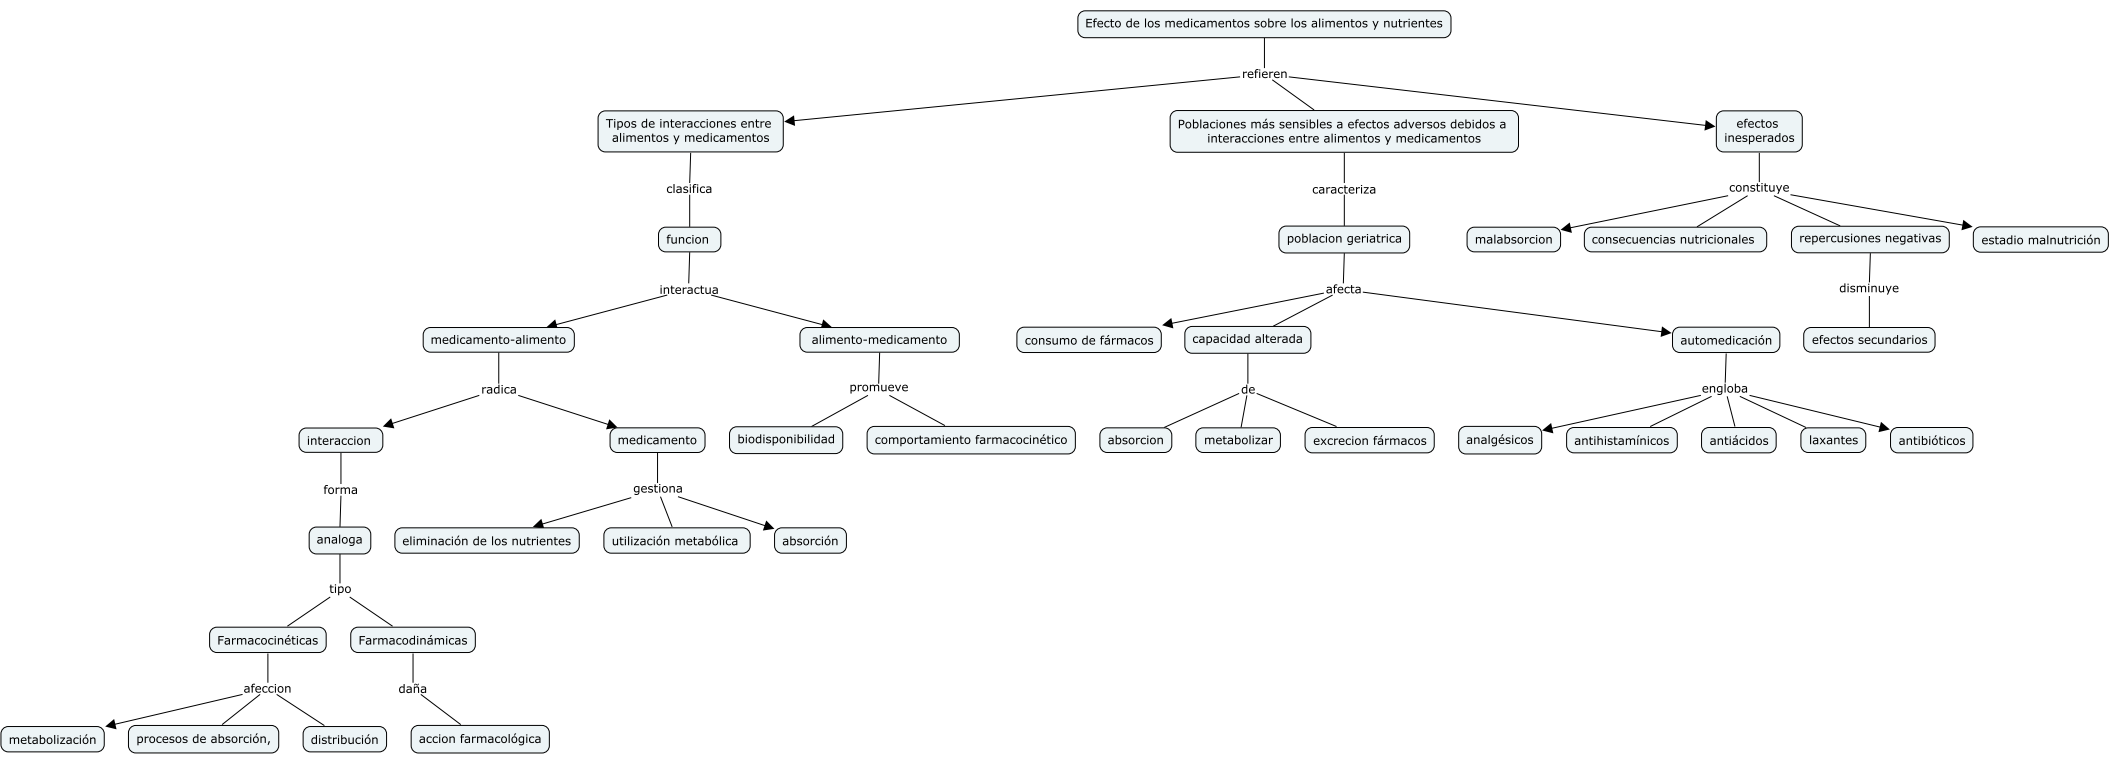 Efecto de los medicamentos sobre los alimentos y nutrientes
refieren
Tipos de interacciones entre
alimentos y medicamentos
Poblaciones más sensibles a efectos adversos debidos a
interacciones entre alimentos y medicamentos
efectos
inesperados
clasifica
caracteriza
constituye
funcion
poblacion geriatrica
malabsorcion
consecuencias nutricionales
repercusiones negativas
estadio malnutrición
interactua
afecta
disminuye
medicamento-alimento
alimento-medicamento
consumo de fármacos
capacidad alterada
automedicación
efectos secundarios
radica
promueve
de
engloba
interaccion
medicamento
biodisponibilidad
comportamiento farmacocinético
absorcion
metabolizar
excrecion fármacos
analgésicos
antihistamínicos
antiácidos
laxantes
antibióticos
forma
gestiona
analoga
eliminación de los nutrientes
utilización metabólica
absorción
tipo
Farmacocinéticas
Farmacodinámicas
afeccion
daña
metabolización
procesos de absorción,
distribución
accion farmacológica